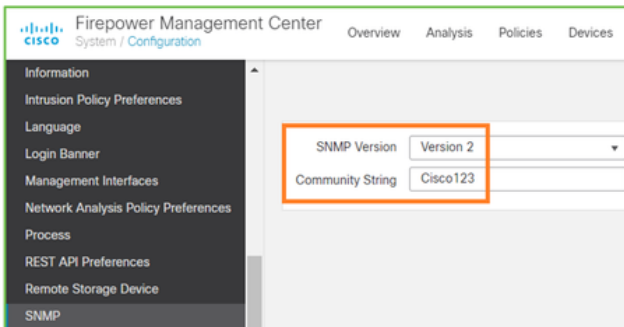 Firepower Management Center
CISCO System / Configuration
Overview Analysis Policies Devices
Information
Intrusion Policy Preferences
Language
Login Banner
Management Interfaces
Network Analysis Policy Preferences
Process
REST API Preferences
Remote Storage Device
SNMP
SNMP Version Version 2
Community String Cisco123